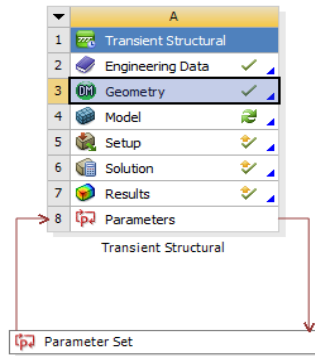 A
1 Transient Structural
2 Engineering Data
3 DM Geometry
4 Model
5 Setup
6 Solution
7 Results
8 Parameters
Transient Structural
Parameter Set